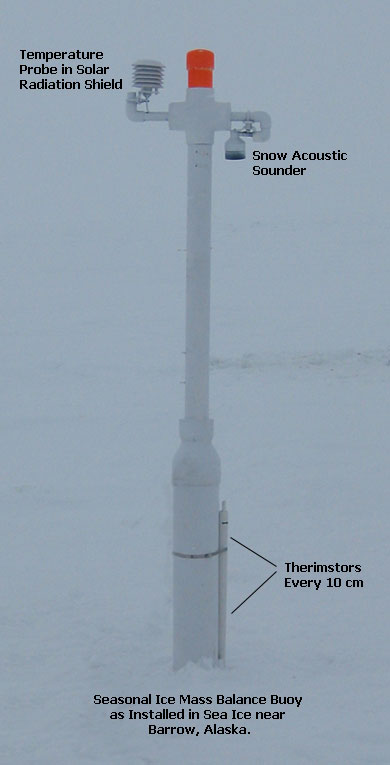 Temperature
Probe in Solar
Radiation Shield
Snow Acoustic
Sounder
Therimstors
Every 10 cm
Seasonal Ice Mass Balance Buoy
as Installed in Sea Ice near
Barrow, Alaska.